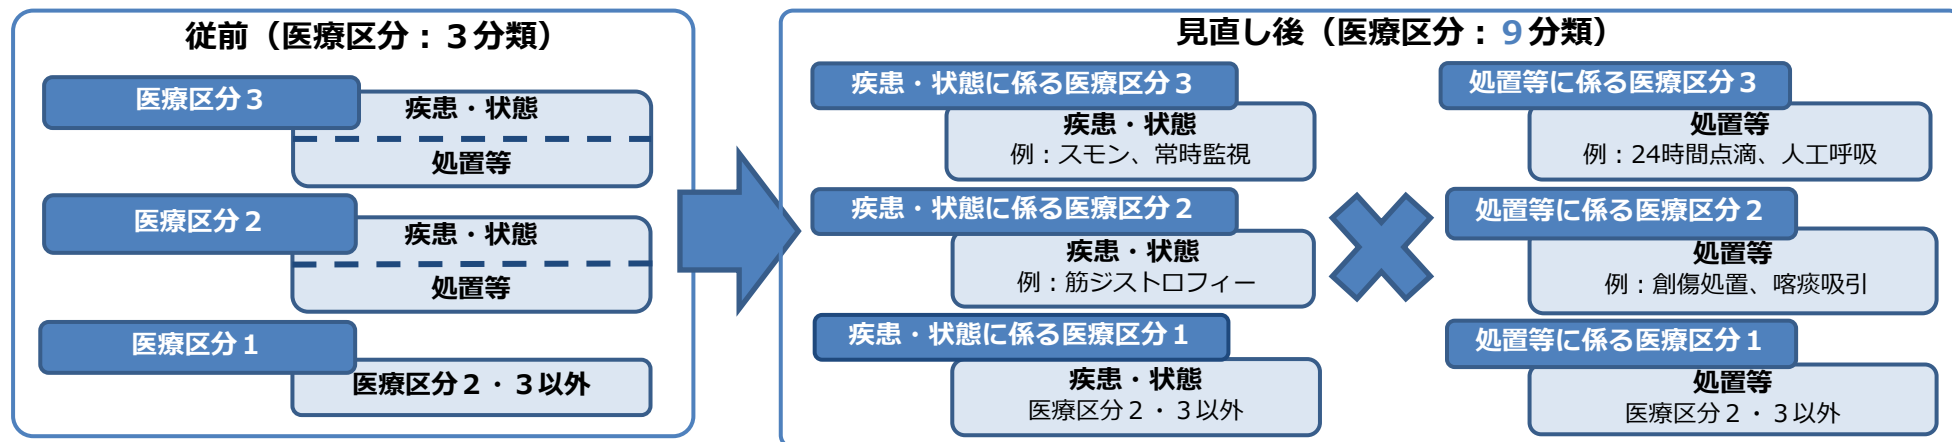 従前（医療区分：３分類）
医療区分３
疾患・状態
処置等
医療区分２
疾患・状態
処置等
医療区分１
医療区分２・３以外
見直し後（医療区分：９分類）
疾患・状態に係る医療区分３
疾患・状態
例：スモン、常時監視
疾患・状態に係る医療区分２
疾患・状態
例：筋ジストロフィー
疾患・状態に係る医療区分１
疾患・状態
医療区分２・３以外
処置等に係る医療区分３
処置等
例：24時間点滴、人工呼吸
処置等に係る医療区分２
処置等
例：創傷処置、喀痰吸引
処置等に係る医療区分１
処置等
医療区分２・３以外